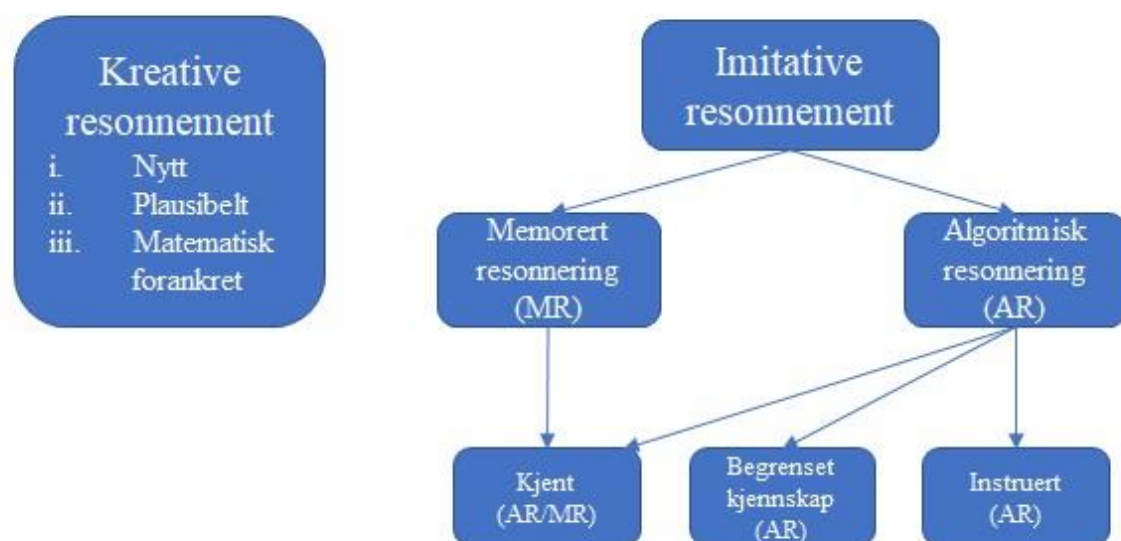 Kreative
resonnement
i. Nytt
ii. Plausibelt
iii. Matematisk
forankret
Imitative
resonnement
Memorert
resonnering
(MR)
Algoritmisk
resonnering
(AR)
Kjent
(AR/MR)
Begrenset
kjennskap
(AR)
Instruert
(AR)